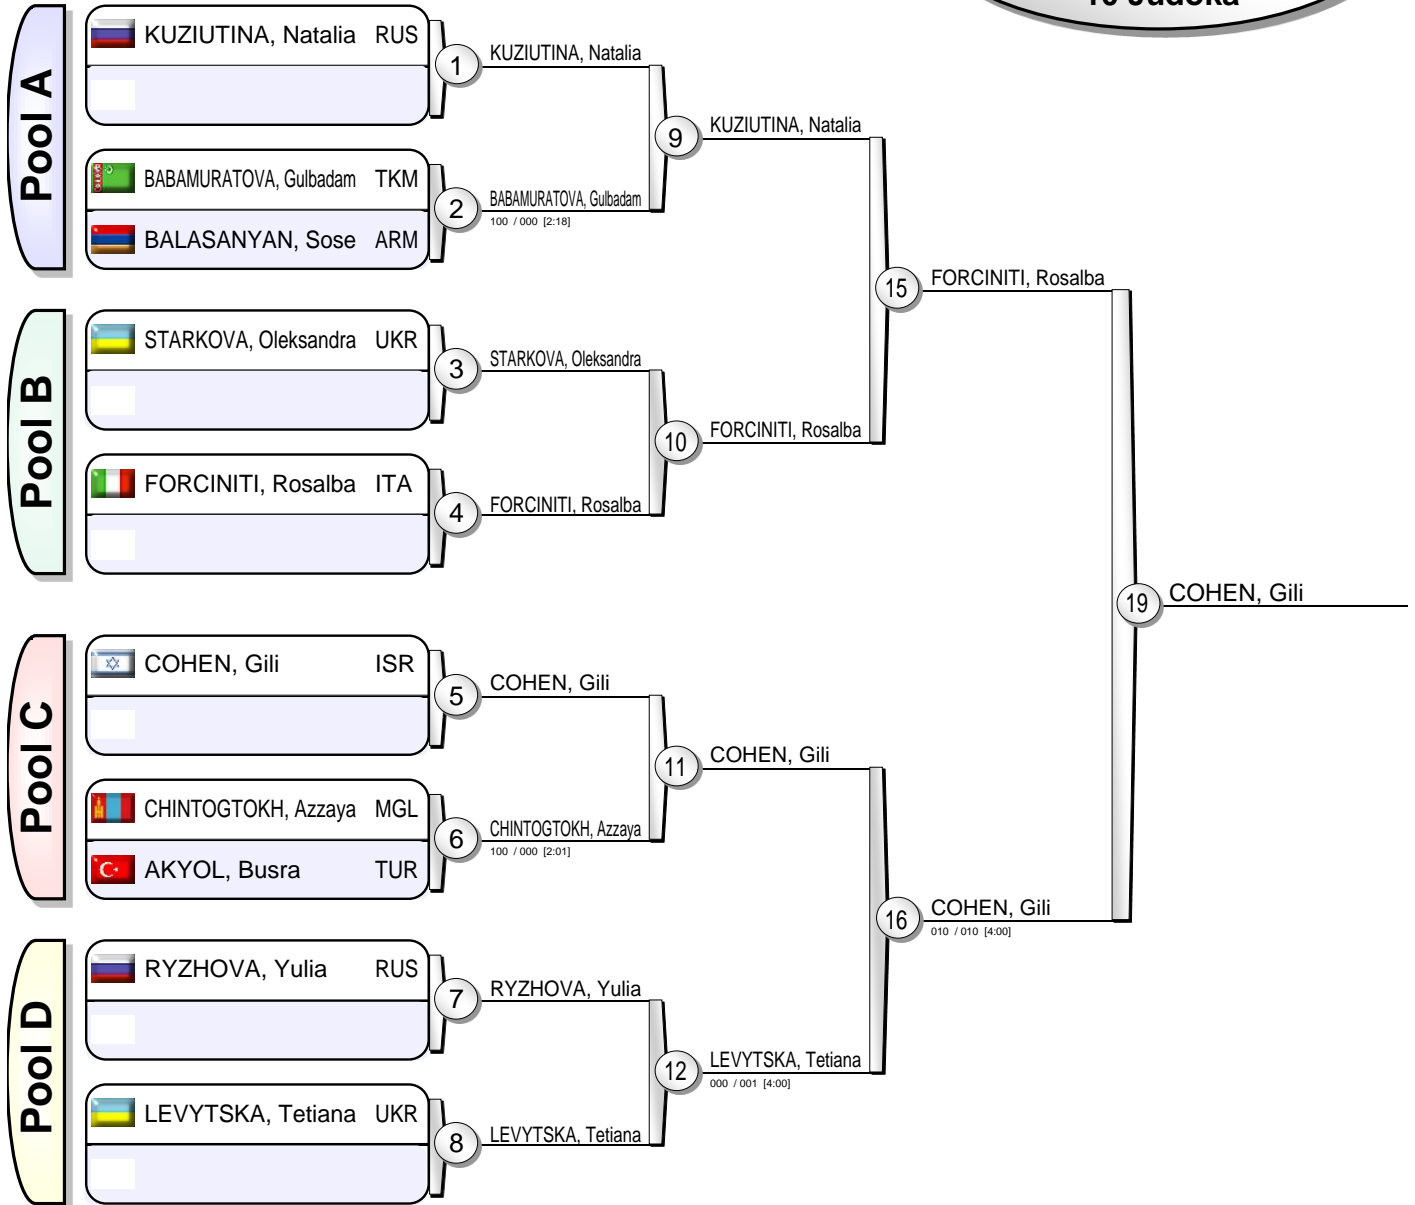 10 Judoka
Pool A
KUZIUTINA, Natalia RUS
1
KUZIUTINA, Natalia
BABAMURATOVA, Gulbadam TKM
BALASANYAN, Sose ARM
2
BABAMURATOVA, Gulbadam
100 / 000 [2:18]
9
KUZIUTINA, Natalia
Pool B
STARKOVA, Oleksandra UKR
3
STARKOVA, Oleksandra
FORCINITI, Rosalba ITA
4
FORCINITI, Rosalba
10
FORCINITI, Rosalba
15
FORCINITI, Rosalba
Pool C
COHEN, Gili ISR
5
COHEN, Gili
CHINTOGTOKH, Azzaya MGL
AKYOL, Busra TUR
6
CHINTOGTOKH, Azzaya
100 / 000 [2:01]
11
COHEN, Gili
Pool D
RYZHOVA, Yulia RUS
7
RYZHOVA, Yulia
LEVYTSKA, Tetiana UKR
8
LEVYTSKA, Tetiana
12
LEVYTSKA, Tetiana
000 / 001 [4:00]
16
COHEN, Gili
010 / 010 [4:00]
19
COHEN, Gili